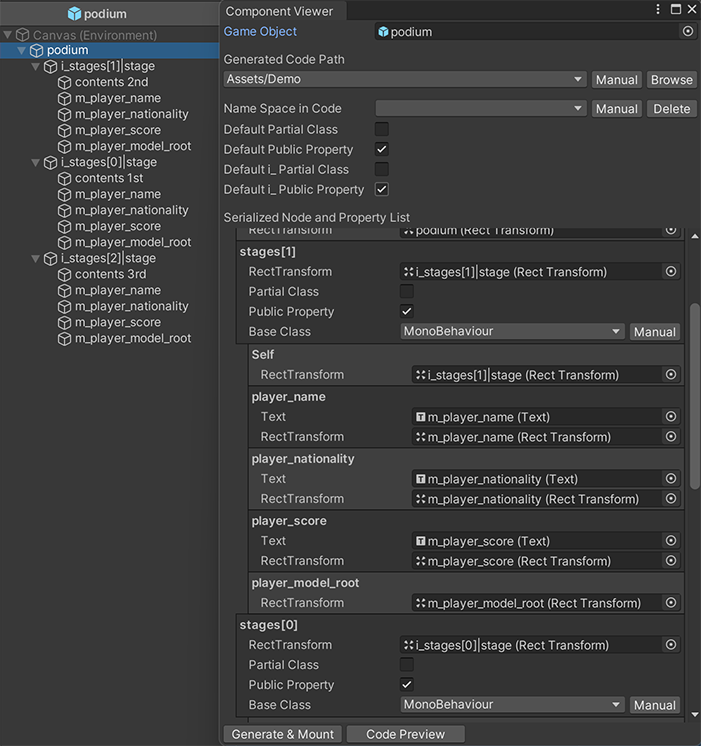 podium
Canvas (Environment)
podium
i_stages[1]|stage
contents 2nd
m_player_name
m_player_nationality
m_player_score
m_player_model_root
i_stages[0]|stage
contents 1st
m_player_name
m_player_nationality
m_player_score
m_player_model_root
i_stages[2]|stage
contents 3rd
m_player_name
m_player_nationality
m_player_score
m_player_model_root
Component Viewer
Game Object podium
Generated Code Path
Assets/Demo Manual Browse
Name Space in Code Manual Delete
Default Partial Class
Default Public Property
Default i_ Partial Class
Default i_ Public Property
Serialized Node and Property List
RectTransform podium (Rect Transform)
stages[1]
RectTransform i_stages[1]|stage (Rect Transform)
Partial Class
Public Property
Base Class MonoBehaviour Manual
Self
RectTransform i_stages[1]|stage (Rect Transform)
player_name
Text m_player_name (Text)
RectTransform m_player_name (Rect Transform)
player_nationality
Text m_player_nationality (Text)
RectTransform m_player_nationality (Rect Transform)
player_score
Text m_player_score (Text)
RectTransform m_player_score (Rect Transform)
player_model_root
RectTransform m_player_model_root (Rect Transform)
stages[0]
RectTransform i_stages[0]|stage (Rect Transform)
Partial Class
Public Property
Base Class MonoBehaviour Manual
Generate & Mount Code Preview